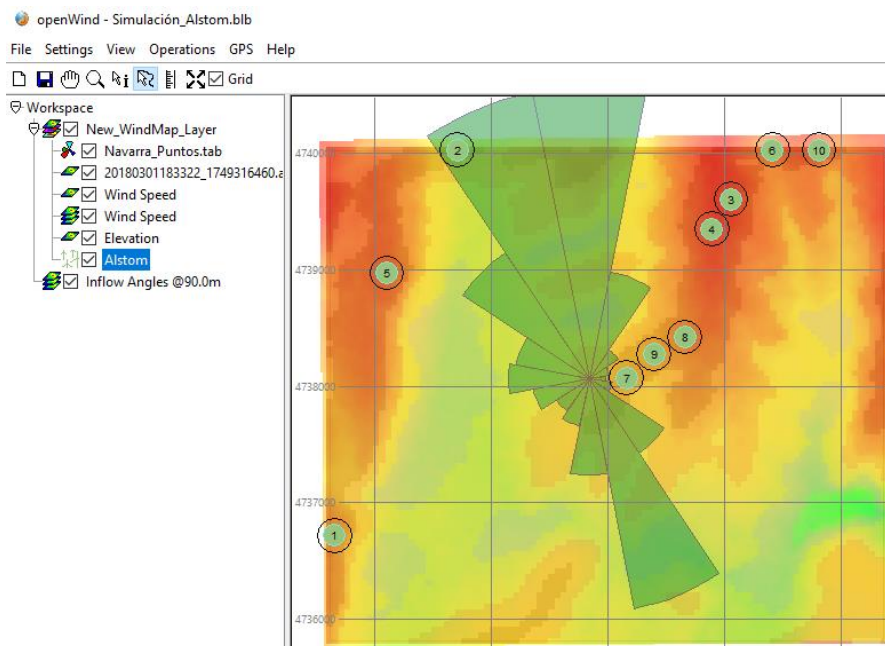 openWind - Simulación_Alstom.blb
File Settings View Operations GPS Help
Grid
Workspace
New_WindMap_Layer
Navarra_Puntos.tab
20180301183322_1749316460.a
Wind Speed
Wind Speed
Elevation
Alstom
Inflow Angles @90.0m
4740000
2
6
10
3
4
4739000
5
8
9
4738000
7
4737000
1
4736000